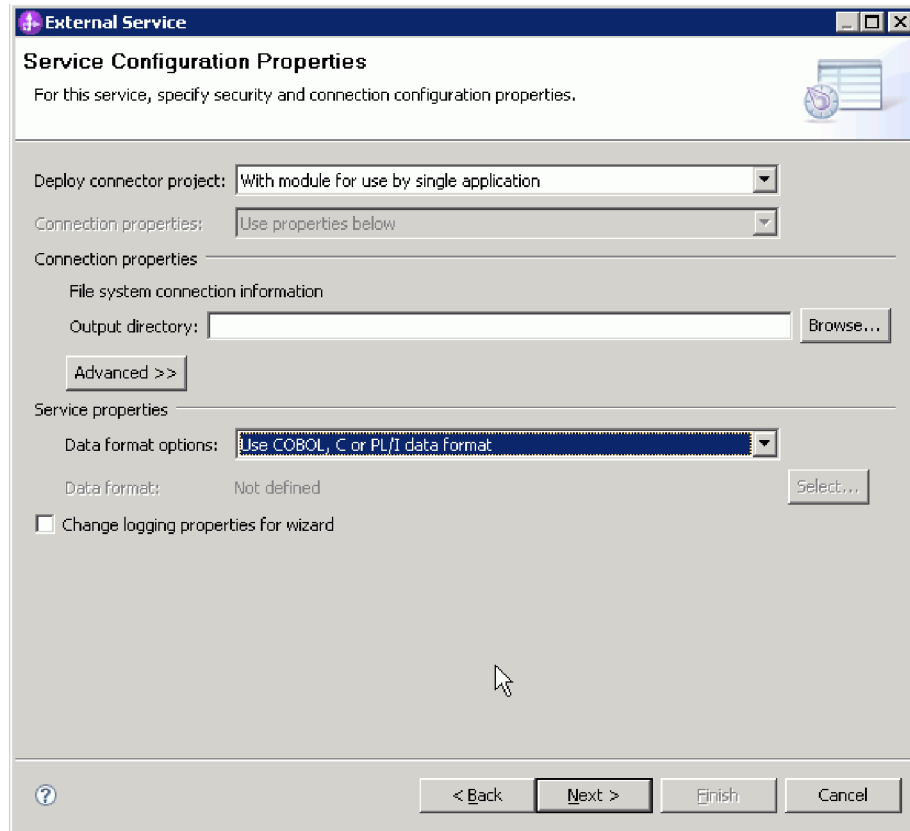 External Service
Service Configuration Properties
For this service, specify security and connection configuration properties.
Deploy connector project: With module for use by single application
Connection properties: Use properties below
Connection properties
File system connection information
Output directory: Browse...
Advanced >>
Service properties
Data format options: Use COBOL, C or PL/I data format
Data format: Not defined Select...
Change logging properties for wizard
? < Back Next > Finish Cancel